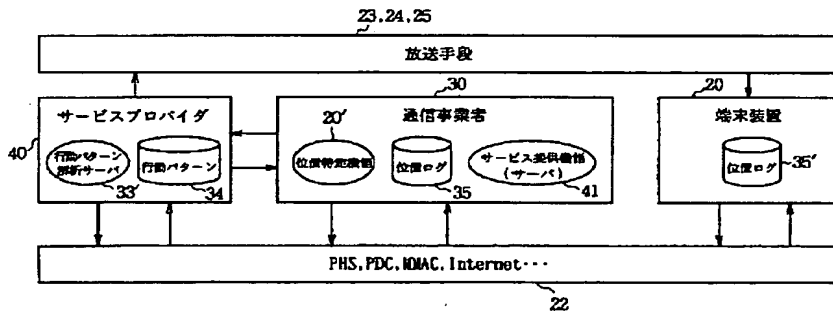 23,24,25
放送手段
30
20
サービスプロバイダ
通信事業者
端末装置
40
20′
行動パターン
解析サーバ
行動パターン
位置特定機能
位置ログ
サービス提供機能
(サーバ)
位置ログ
35′
33
34
35
41
PHS,PDC,MMAC,Internet···
22